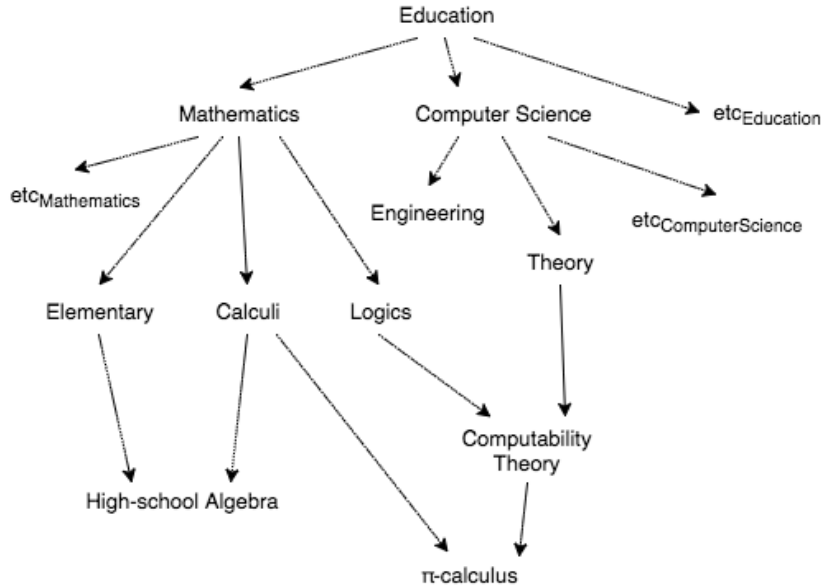 Education
Mathematics
Computer Science
etcEducation
etcMathematics
Engineering
etcComputerScience
Theory
Elementary
Calculi
Logics
Computability
Theory
High-school Algebra
π-calculus